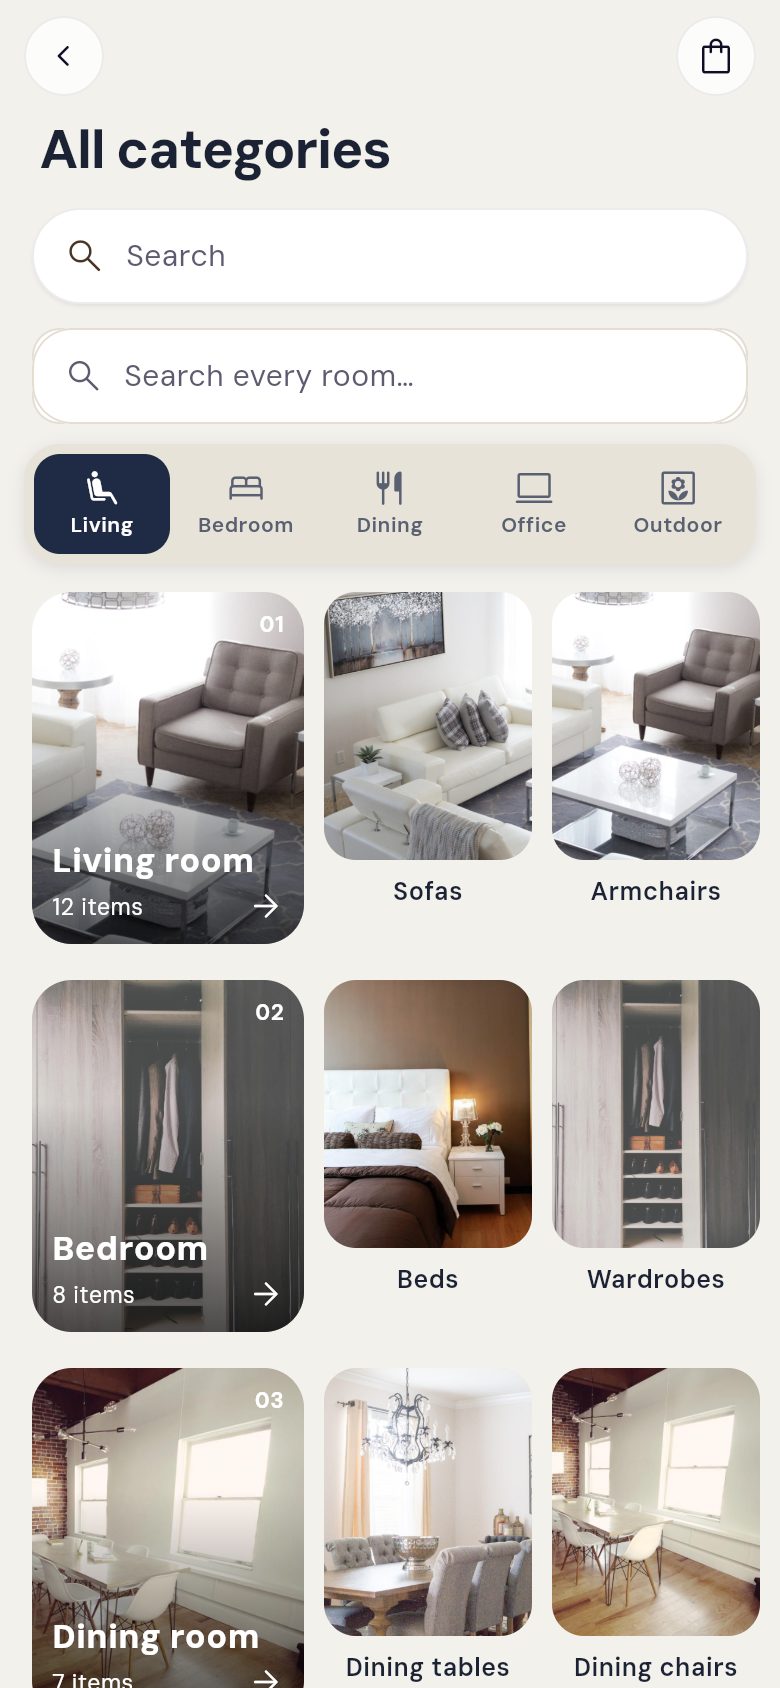 All categories
Search
Search every room...
Living
Bedroom
Dining
Office
Outdoor
01
Living room
12 items
Sofas
Armchairs
02
Bedroom
8 items
Beds
Wardrobes
03
Dining room
7 items
Dining tables
Dining chairs